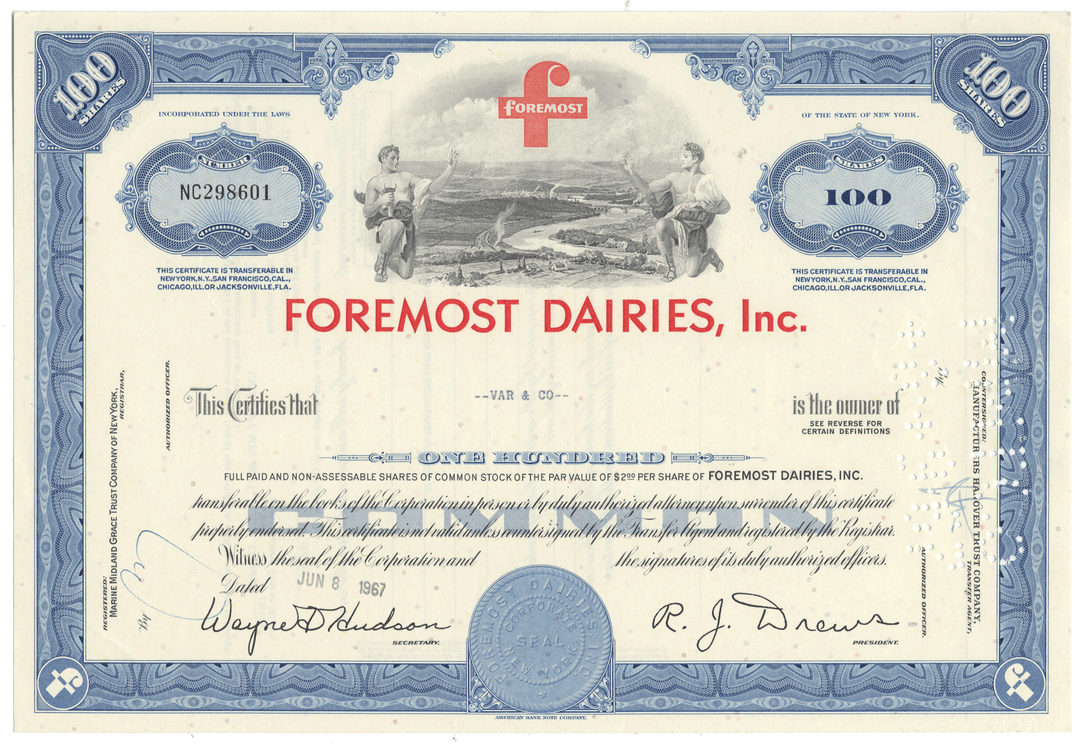 100
SHARES
100
SHARES
f
FOREMOST
INCORPORATED UNDER THE LAWS
OF THE STATE OF NEW YORK.
NUMBER
NC298601
SHARES
100
THIS CERTIFICATE IS TRANSFERABLE IN
NEW YORK, N.Y., SAN FRANCISCO, CAL.,
CHICAGO, ILL. OR JACKSONVILLE, FLA.
THIS CERTIFICATE IS TRANSFERABLE IN
NEW YORK, N.Y., SAN FRANCISCO, CAL.,
CHICAGO, ILL. OR JACKSONVILLE, FLA.
FOREMOST DAIRIES, Inc.
This Certifies that
--VAR & CO--
is the owner of
SEE REVERSE FOR
CERTAIN DEFINITIONS
ONE HUNDRED
FULL PAID AND NON-ASSESSABLE SHARES OF COMMON STOCK OF THE PAR VALUE OF $2.00 PER SHARE OF FOREMOST DAIRIES, INC.
transferable on the books of the Corporation in person or by duly authorized attorney upon surrender of this certificate
COMMON
properly endorsed. This certificate is not valid unless countersigned by the Transfer Agent and registered by the Registrar.
Witness the seal of the Corporation and the signatures of its duly authorized officers.
Dated JUN 8 1967
Wayne D Hudson
SECRETARY.
R. J. Drews
PRESIDENT.
FOREMOST DAIRIES INC.
CORPORATE
SEAL
NEW YORK
REGISTERED:
MARINE MIDLAND GRACE TRUST COMPANY OF NEW YORK,
REGISTRAR,
By
AUTHORIZED OFFICER.
COUNTERSIGNED:
MANUFACTURERS HANOVER TRUST COMPANY,
TRANSFER AGENT,
By
AUTHORIZED OFFICER.
f
f
AMERICAN BANK NOTE COMPANY.